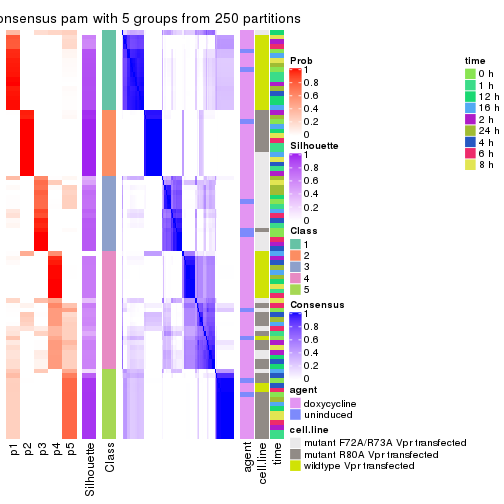 onsensus pam with 5 groups from 250 partitions
Prob
1
0.8
0.6
0.4
0.2
0
Silhouette
1
0.8
0.6
0.4
0.2
0
Class
1
2
3
4
5
Consensus
1
0.8
0.6
0.4
0.2
0
agent
doxycycline
uninduced
cell.line
mutant F72A/R73A Vpr transfected
mutant R80A Vpr transfected
wildtype Vpr transfected
time
0 h
1 h
12 h
16 h
2 h
24 h
4 h
6 h
8 h
p1
p2
p3
p4
p5
Silhouette
Class
agent
cell.line
time